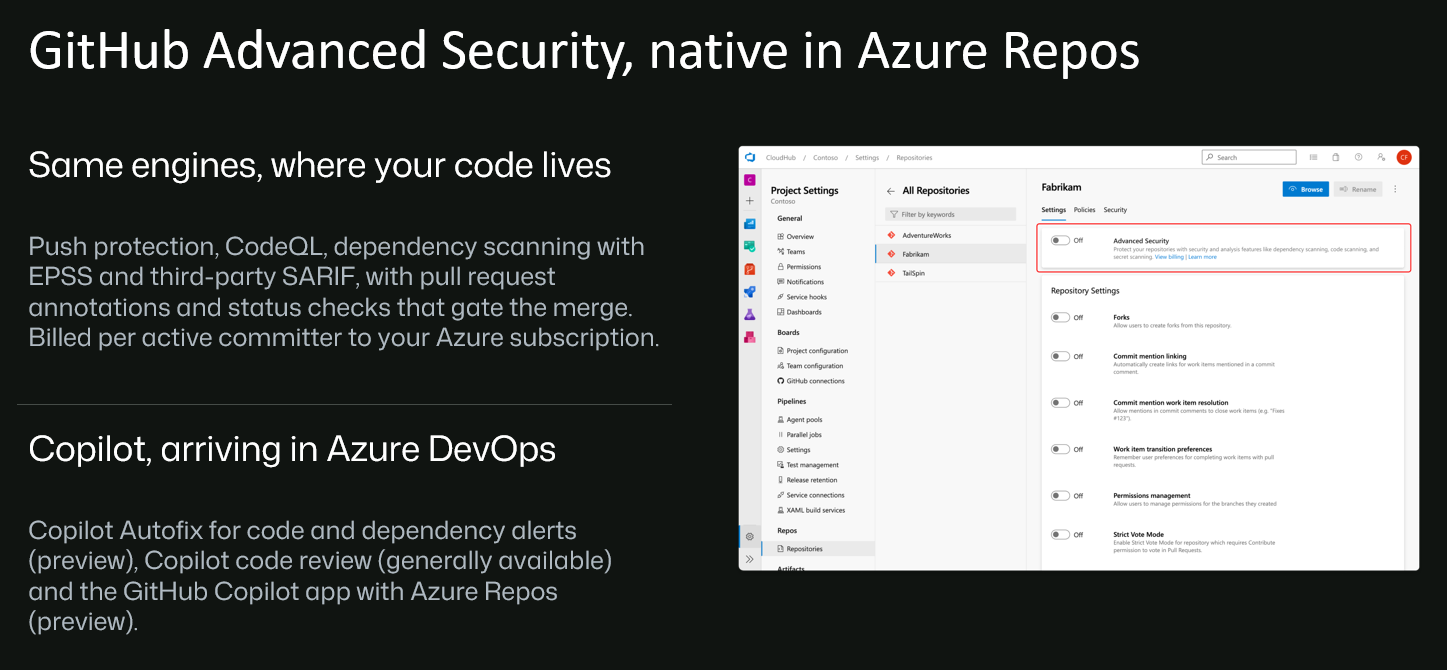 GitHub Advanced Security, native in Azure Repos
Same engines, where your code lives
Push protection, CodeQL, dependency scanning with
EPSS and third-party SARIF, with pull request
annotations and status checks that gate the merge.
Billed per active committer to your Azure subscription.
Copilot, arriving in Azure DevOps
Copilot Autofix for code and dependency alerts
(preview), Copilot code review (generally available)
and the GitHub Copilot app with Azure Repos
(preview).
CloudHub / Contoso / Settings / Repositories
Search
CF
C
Project Settings
Contoso
General
Overview
Teams
Permissions
Notifications
Service hooks
Dashboards
Boards
Project configuration
Team configuration
GitHub connections
Pipelines
Agent pools
Parallel jobs
Settings
Test management
Release retention
Service connections
XAML build services
Repos
Repositories
Artifacts
All Repositories
Filter by keywords
AdventureWorks
Fabrikam
TailSpin
Fabrikam
Browse
Rename
Settings Policies Security
Off
Advanced Security
Protect your repositories with security and analysis features like dependency scanning, code scanning, and
secret scanning. View billing | Learn more
Repository Settings
Off
Forks
Allow users to create forks from this repository.
Off
Commit mention linking
Automatically create links for work items mentioned in a commit
comment.
Off
Commit mention work item resolution
Allow mentions in commit comments to close work items (e.g. "Fixes
#123").
Off
Work item transition preferences
Remember user preferences for completing work items with pull
requests.
Off
Permissions management
Allow users to manage permissions for the branches they created.
Off
Strict Vote Mode
Enable Strict Vote Mode for repository which requires Contribute
permission to vote in Pull Requests.